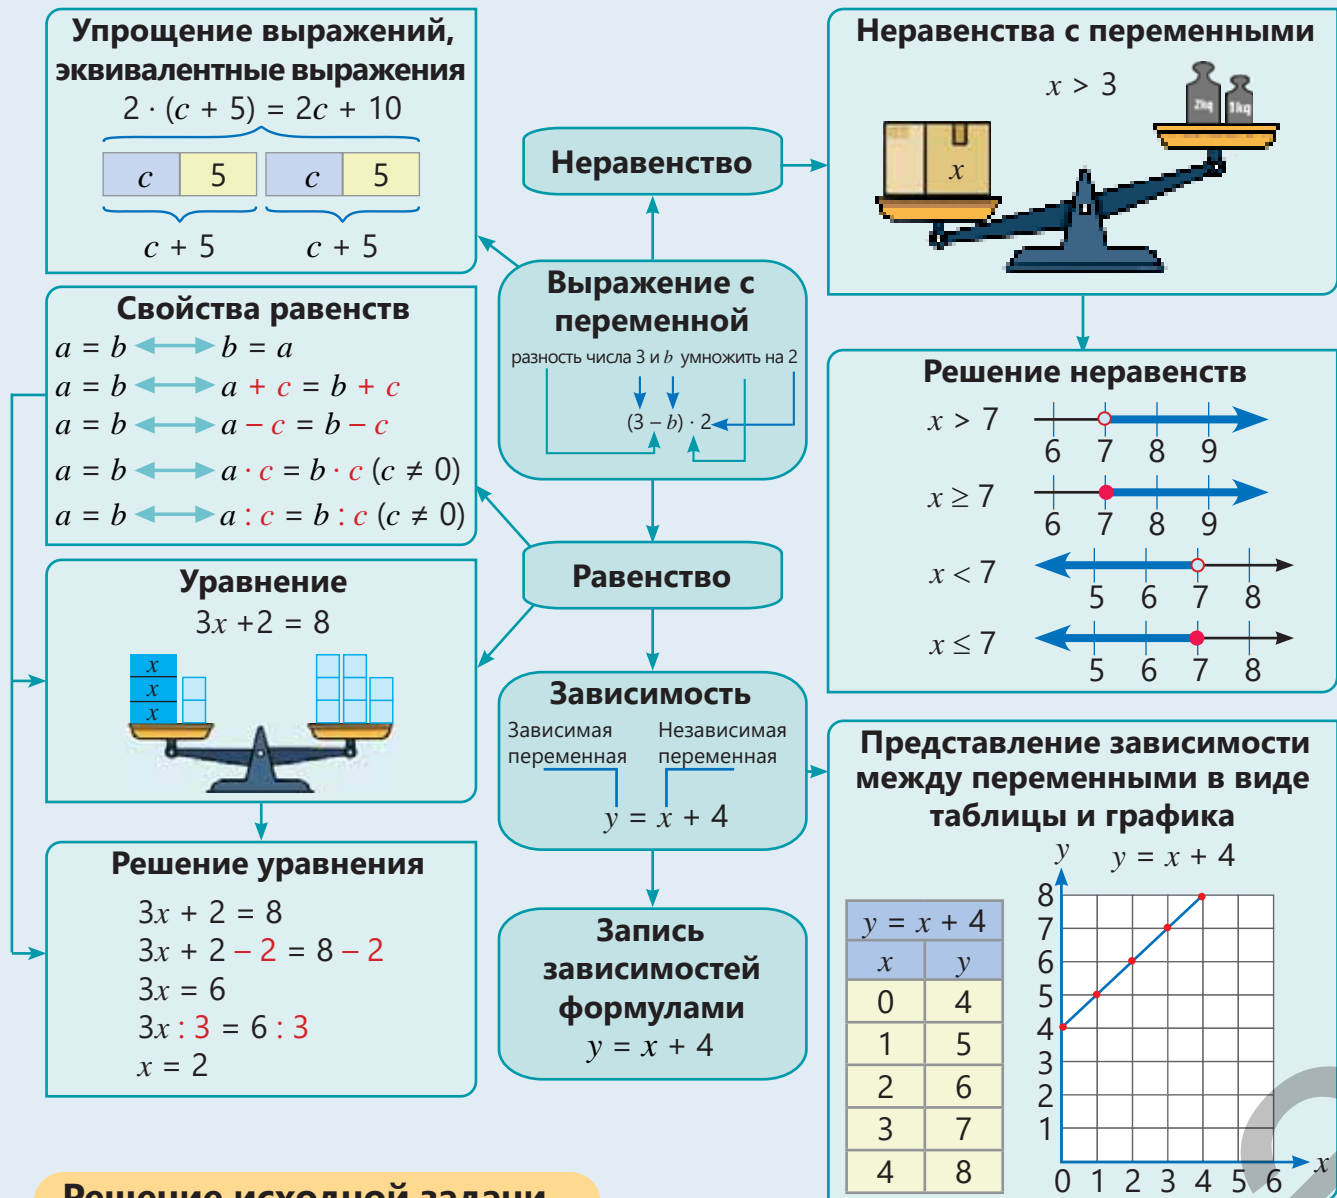 Упрощение выражений,
эквивалентные выражения
2 · (c + 5) = 2c + 10
c 5 c 5
c + 5 c + 5
Неравенство
Неравенства с переменными
x > 3
2kq 1kq
x
Выражение с
переменной
разность числа 3 и b умножить на 2
(3 – b) · 2
Свойства равенств
a = b b = a
a = b a + c = b + c
a = b a – c = b – c
a = b a · c = b · c (c ≠ 0)
a = b a : c = b : c (c ≠ 0)
Решение неравенств
x > 7
6 7 8 9
x ≥ 7
6 7 8 9
x < 7
5 6 7 8
x ≤ 7
5 6 7 8
Равенство
Уравнение
3x +2 = 8
x
x
x
Зависимость
Зависимая Независимая
переменная переменная
y = x + 4
Решение уравнения
3x + 2 = 8
3x + 2 – 2 = 8 – 2
3x = 6
3x : 3 = 6 : 3
x = 2
Запись
зависимостей
формулами
y = x + 4
Представление зависимости
между переменными в виде
таблицы и графика
y = x + 4
x y
0 4
1 5
2 6
3 7
4 8
y y = x + 4
8
7
6
5
4
3
2
1
0 1 2 3 4 5 6 x
Решение исходной задачи